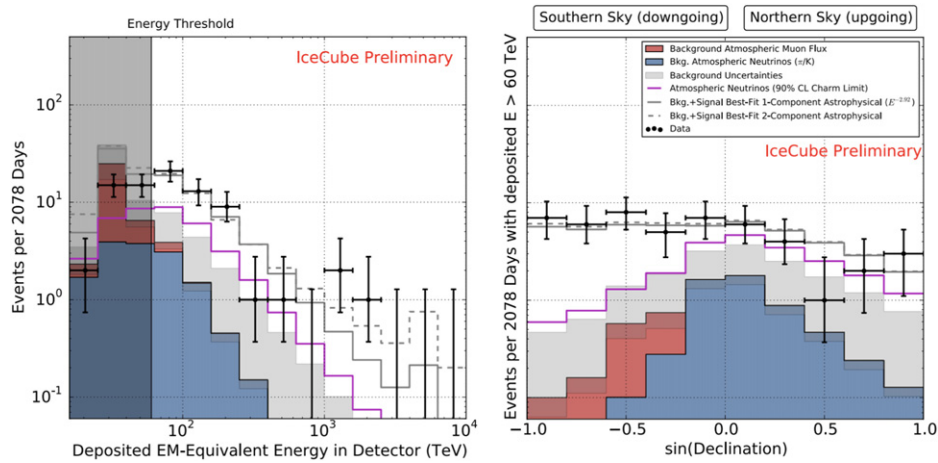 Energy Threshold
IceCube Preliminary
10²
10¹
10⁰
10⁻¹
Events per 2078 Days
10²
10³
10⁴
Deposited EM-Equivalent Energy in Detector (TeV)
Southern Sky (downgoing)
Northern Sky (upgoing)
Background Atmospheric Muon Flux
Bkg. Atmospheric Neutrinos (π/K)
Background Uncertainties
Atmospheric Neutrinos (90% CL Charm Limit)
Bkg.+Signal Best-Fit 1-Component Astrophysical (E⁻²·⁹²)
Bkg.+Signal Best-Fit 2-Component Astrophysical
Data
IceCube Preliminary
Events per 2078 Days with deposited E > 60 TeV
−1.0
−0.5
0.0
0.5
1.0
sin(Declination)